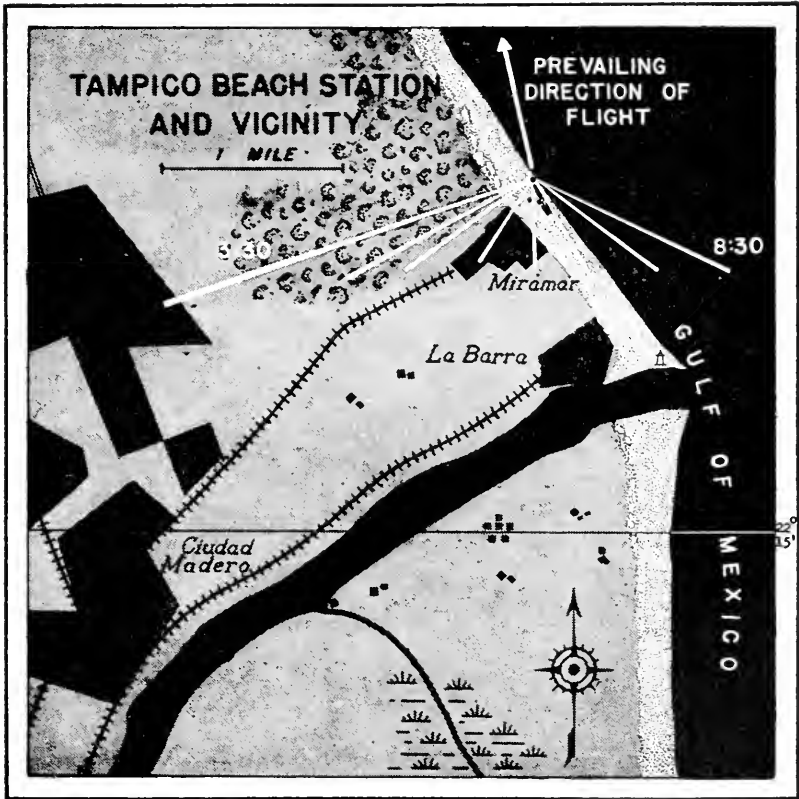 TAMPICO BEACH STATION
AND VICINITY
1 MILE
PREVAILING
DIRECTION OF
FLIGHT
8:30
Miramar
La Barra
GULF OF MEXICO
22°
15'
Ciudad
Madero